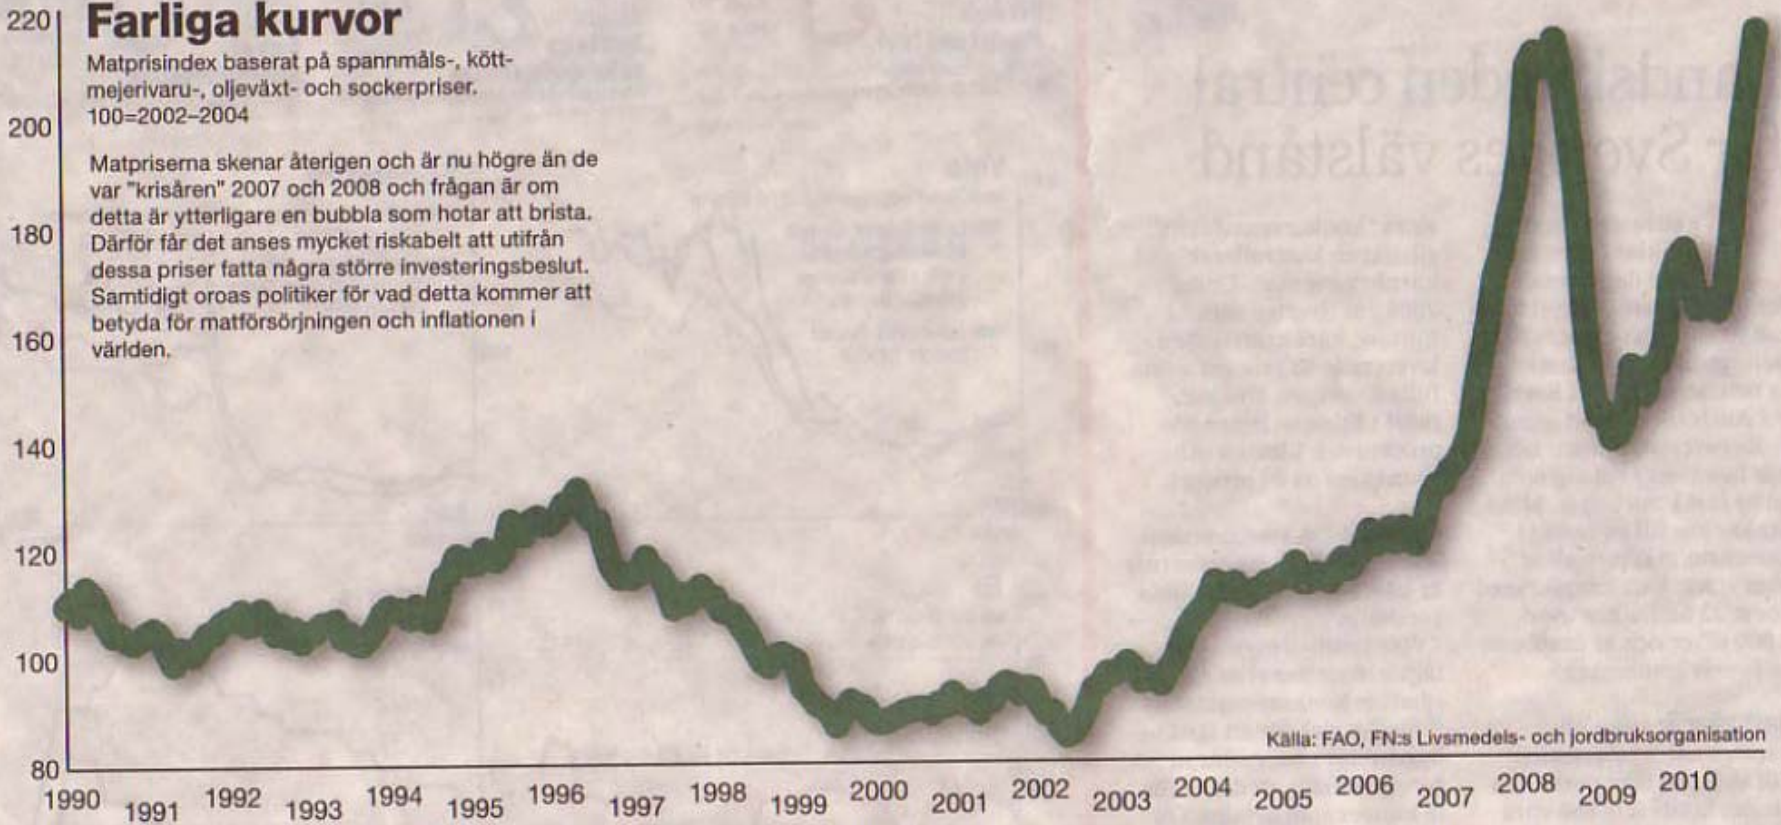 Farliga kurvor
Matprisindex baserat på spannmåls-, kött-
mejerivaru-, oljeväxt- och sockerpriser.
100=2002–2004
Matpriserna skenar återigen och är nu högre än de
var "krisåren" 2007 och 2008 och frågan är om
detta är ytterligare en bubbla som hotar att brista.
Därför får det anses mycket riskabelt att utifrån
dessa priser fatta några större investeringsbeslut.
Samtidigt oroas politiker för vad detta kommer att
betyda för matförsörjningen och inflationen i
världen.
220
200
180
160
140
120
100
80
Källa: FAO, FN:s Livsmedels- och jordbruksorganisation
1990 1991 1992 1993 1994 1995 1996 1997 1998 1999 2000 2001 2002 2003 2004 2005 2006 2007 2008 2009 2010